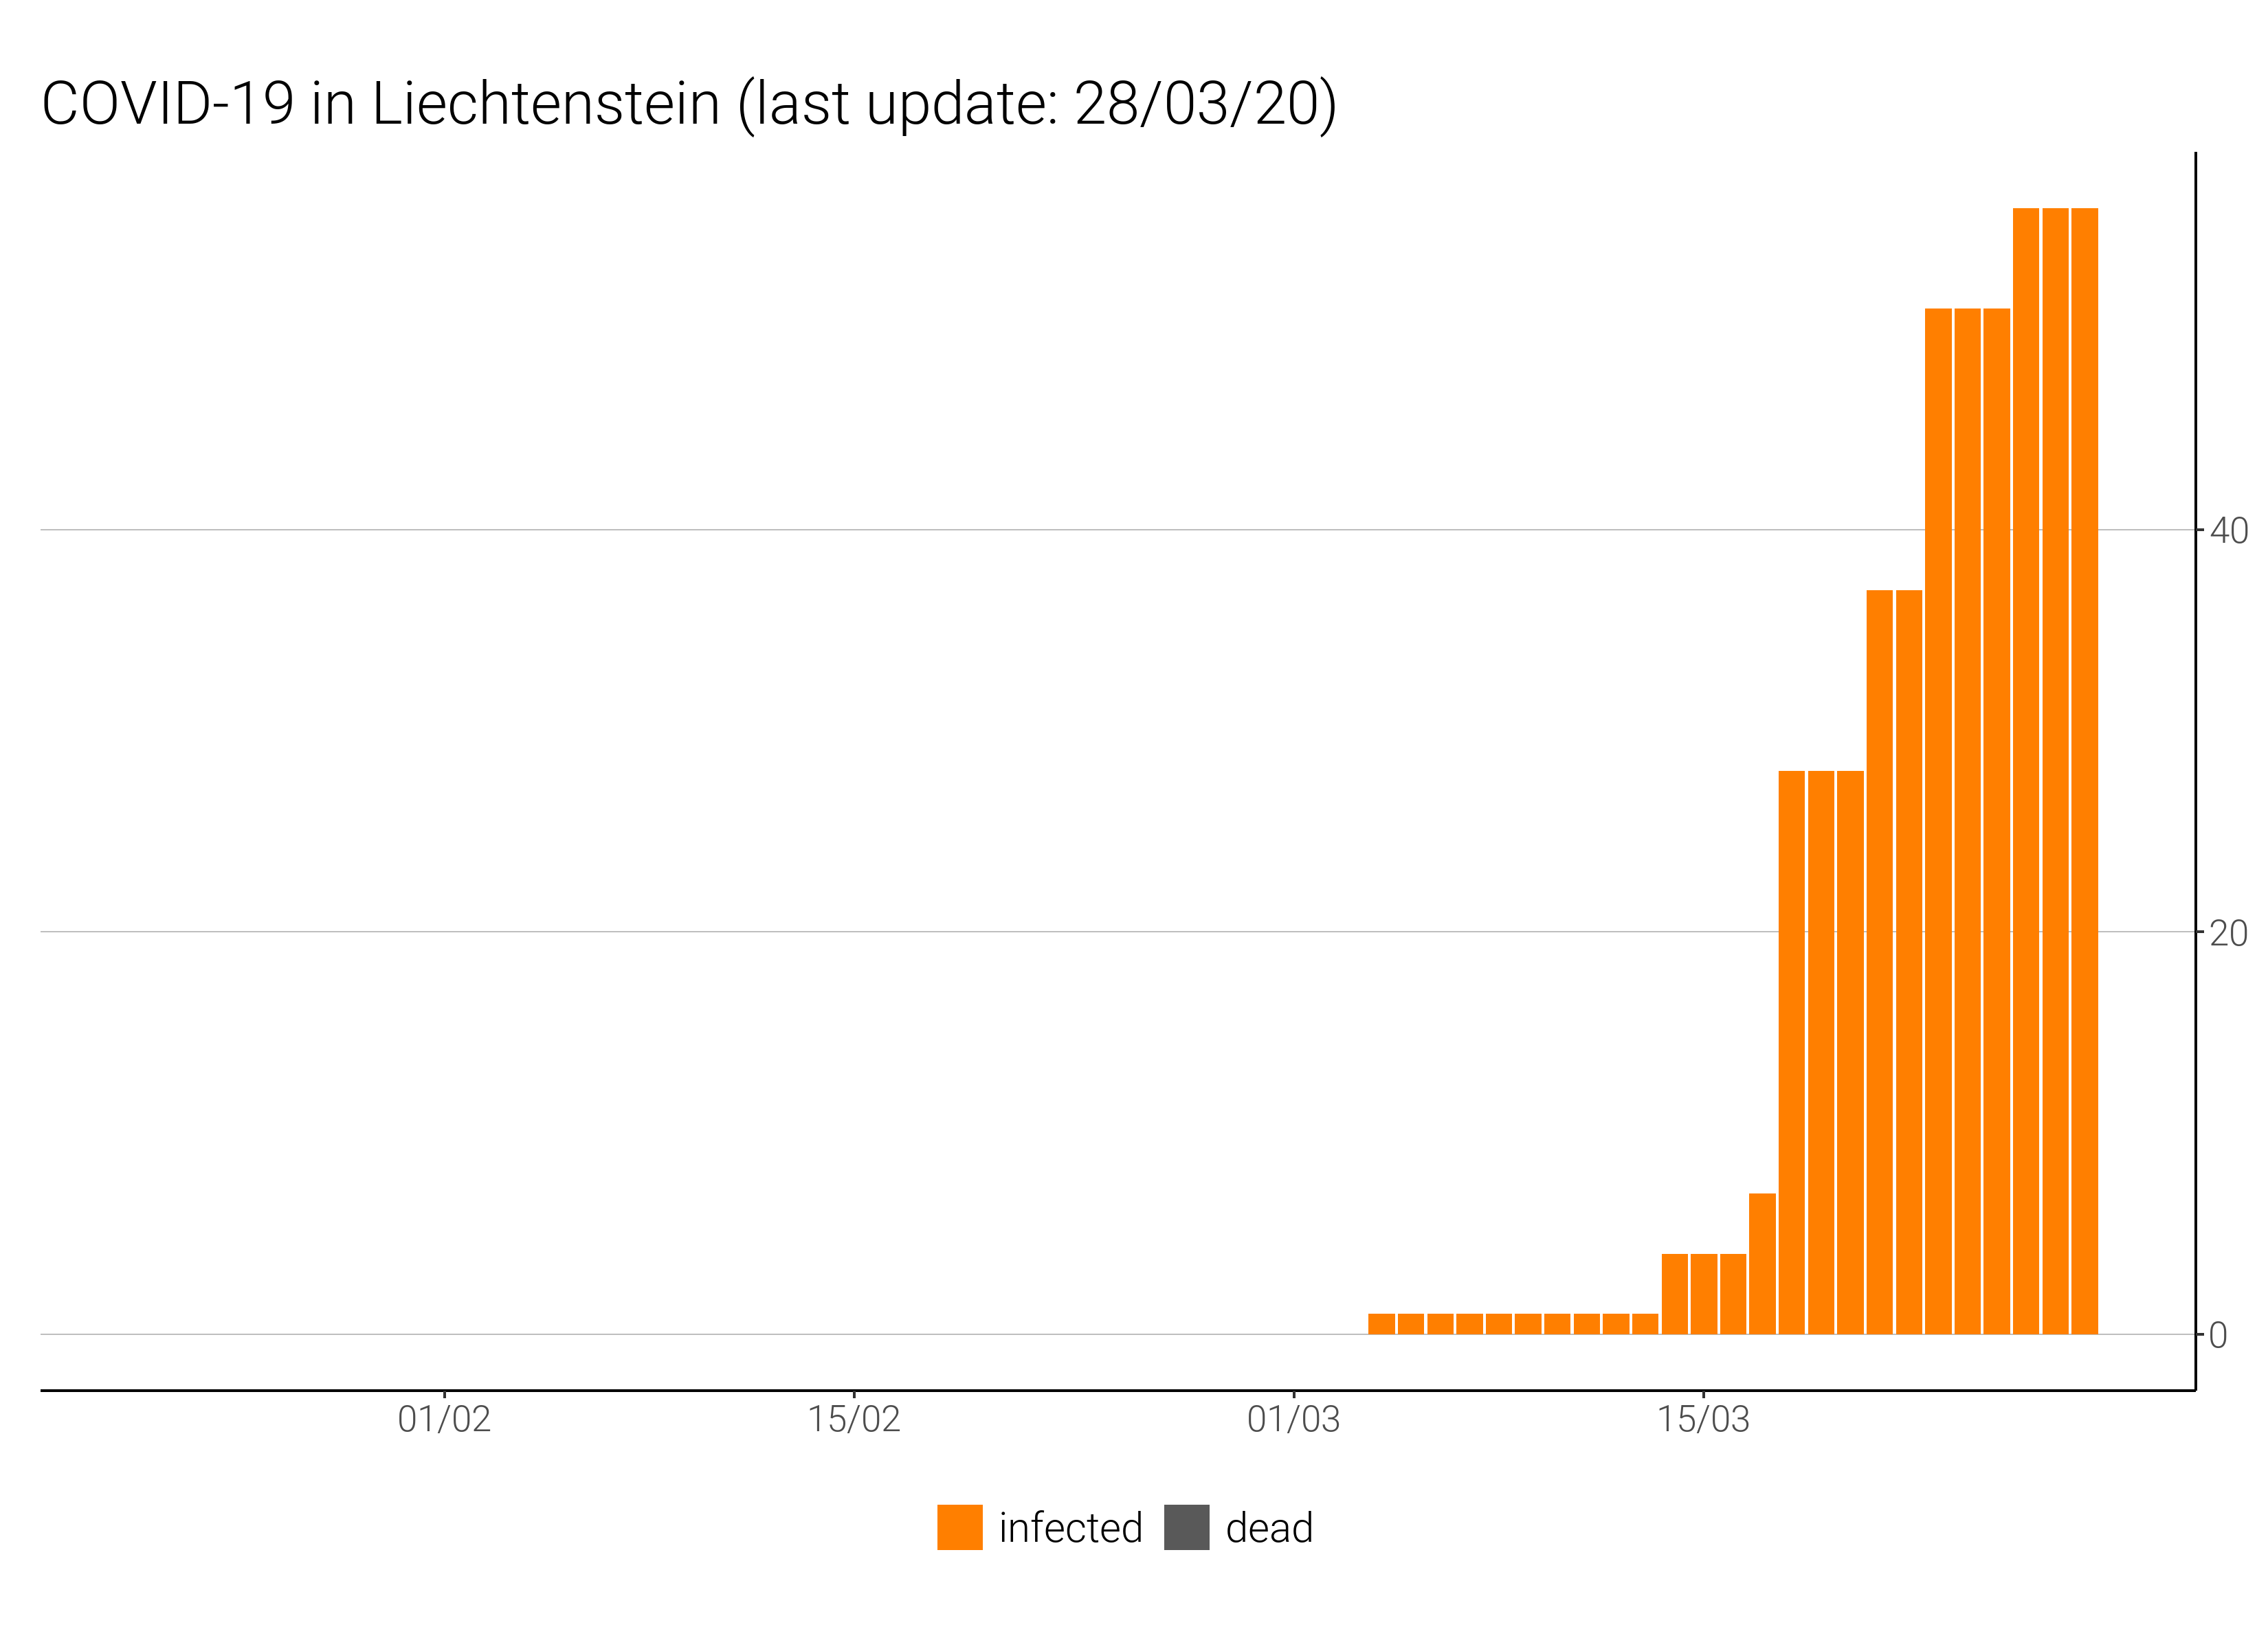 COVID-19 in Liechtenstein (last update: 28/03/20)
40
20
0
01/02 15/02 01/03 15/03
infected dead